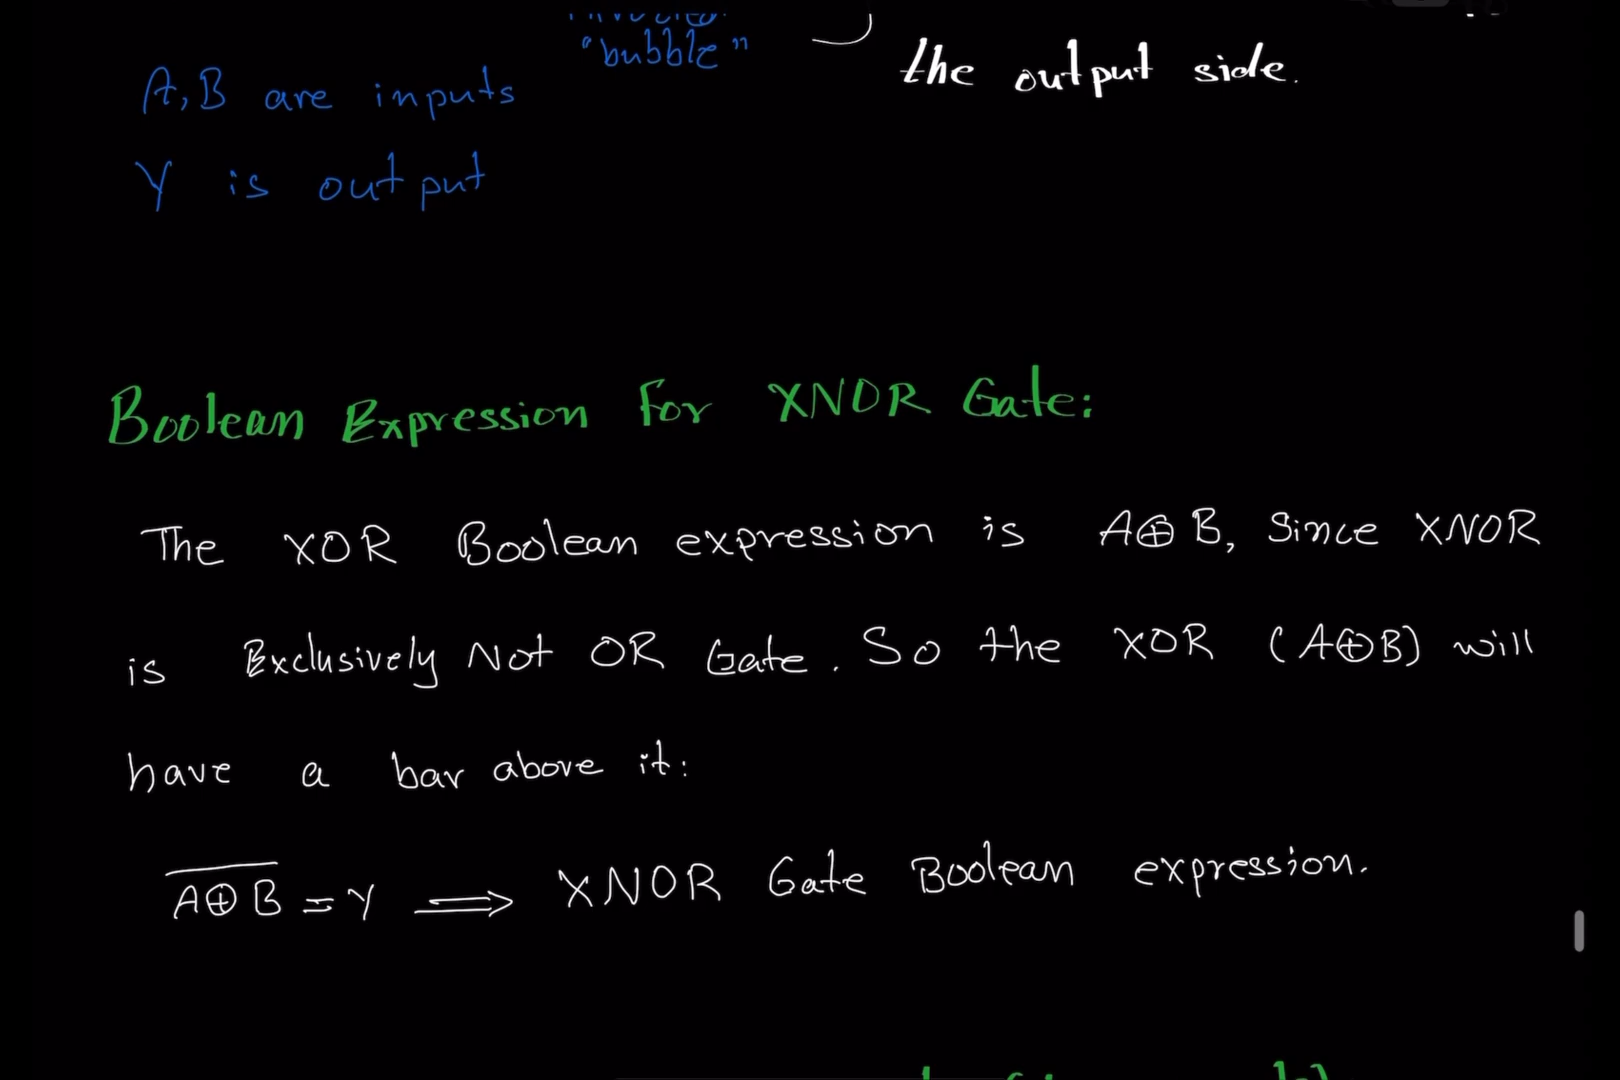 "bubble"
the output side.
A,B are inputs
Y is output
Boolean Expression for XNOR Gate:
The XOR Boolean expression is A⊕B, Since XNOR
is Exclusively Not OR Gate. So the XOR (A⊕B) will
have a bar above it:
A̅⊕̅B̅ = Y ⟹ XNOR Gate Boolean expression.